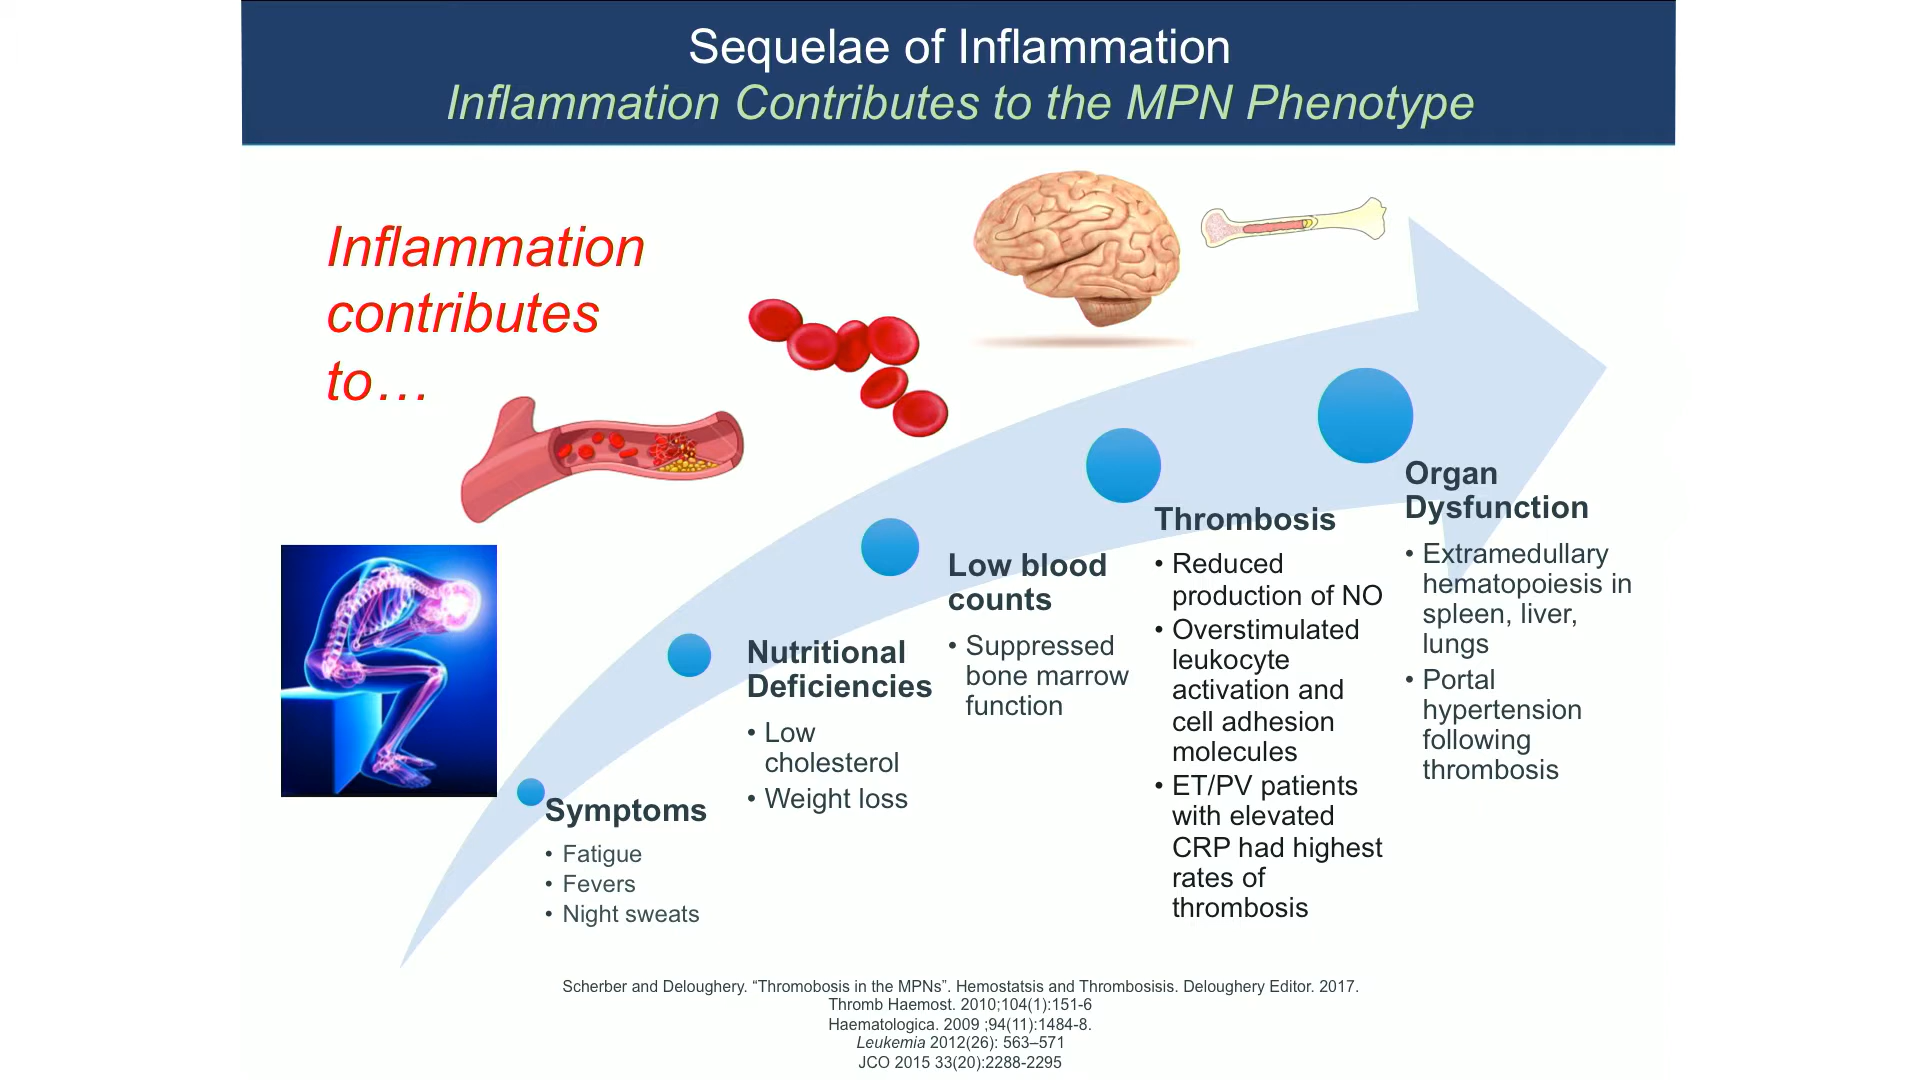 Sequelae of Inflammation
Inflammation Contributes to the MPN Phenotype
Inflammation
contributes
to…
Symptoms
• Fatigue
• Fevers
• Night sweats
Nutritional
Deficiencies
• Low
cholesterol
• Weight loss
Low blood
counts
• Suppressed
bone marrow
function
Thrombosis
• Reduced
production of NO
• Overstimulated
leukocyte
activation and
cell adhesion
molecules
• ET/PV patients
with elevated
CRP had highest
rates of
thrombosis
Organ
Dysfunction
• Extramedullary
hematopoiesis in
spleen, liver,
lungs
• Portal
hypertension
following
thrombosis
Scherber and Deloughery. “Thromobosis in the MPNs”. Hemostatsis and Thrombosisis. Deloughery Editor. 2017.
Thromb Haemost. 2010;104(1):151-6
Haematologica. 2009 ;94(11):1484-8.
Leukemia 2012(26): 563–571
JCO 2015 33(20):2288-2295